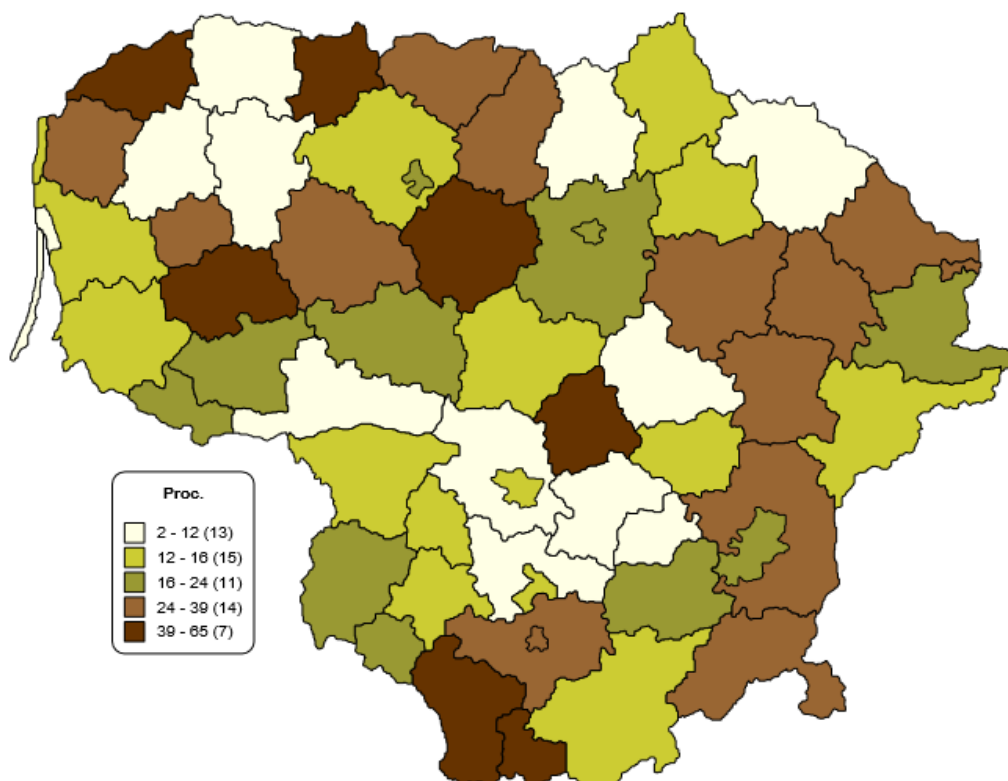 Proc.
2 - 12 (13)
12 - 16 (15)
16 - 24 (11)
24 - 39 (14)
39 - 65 (7)